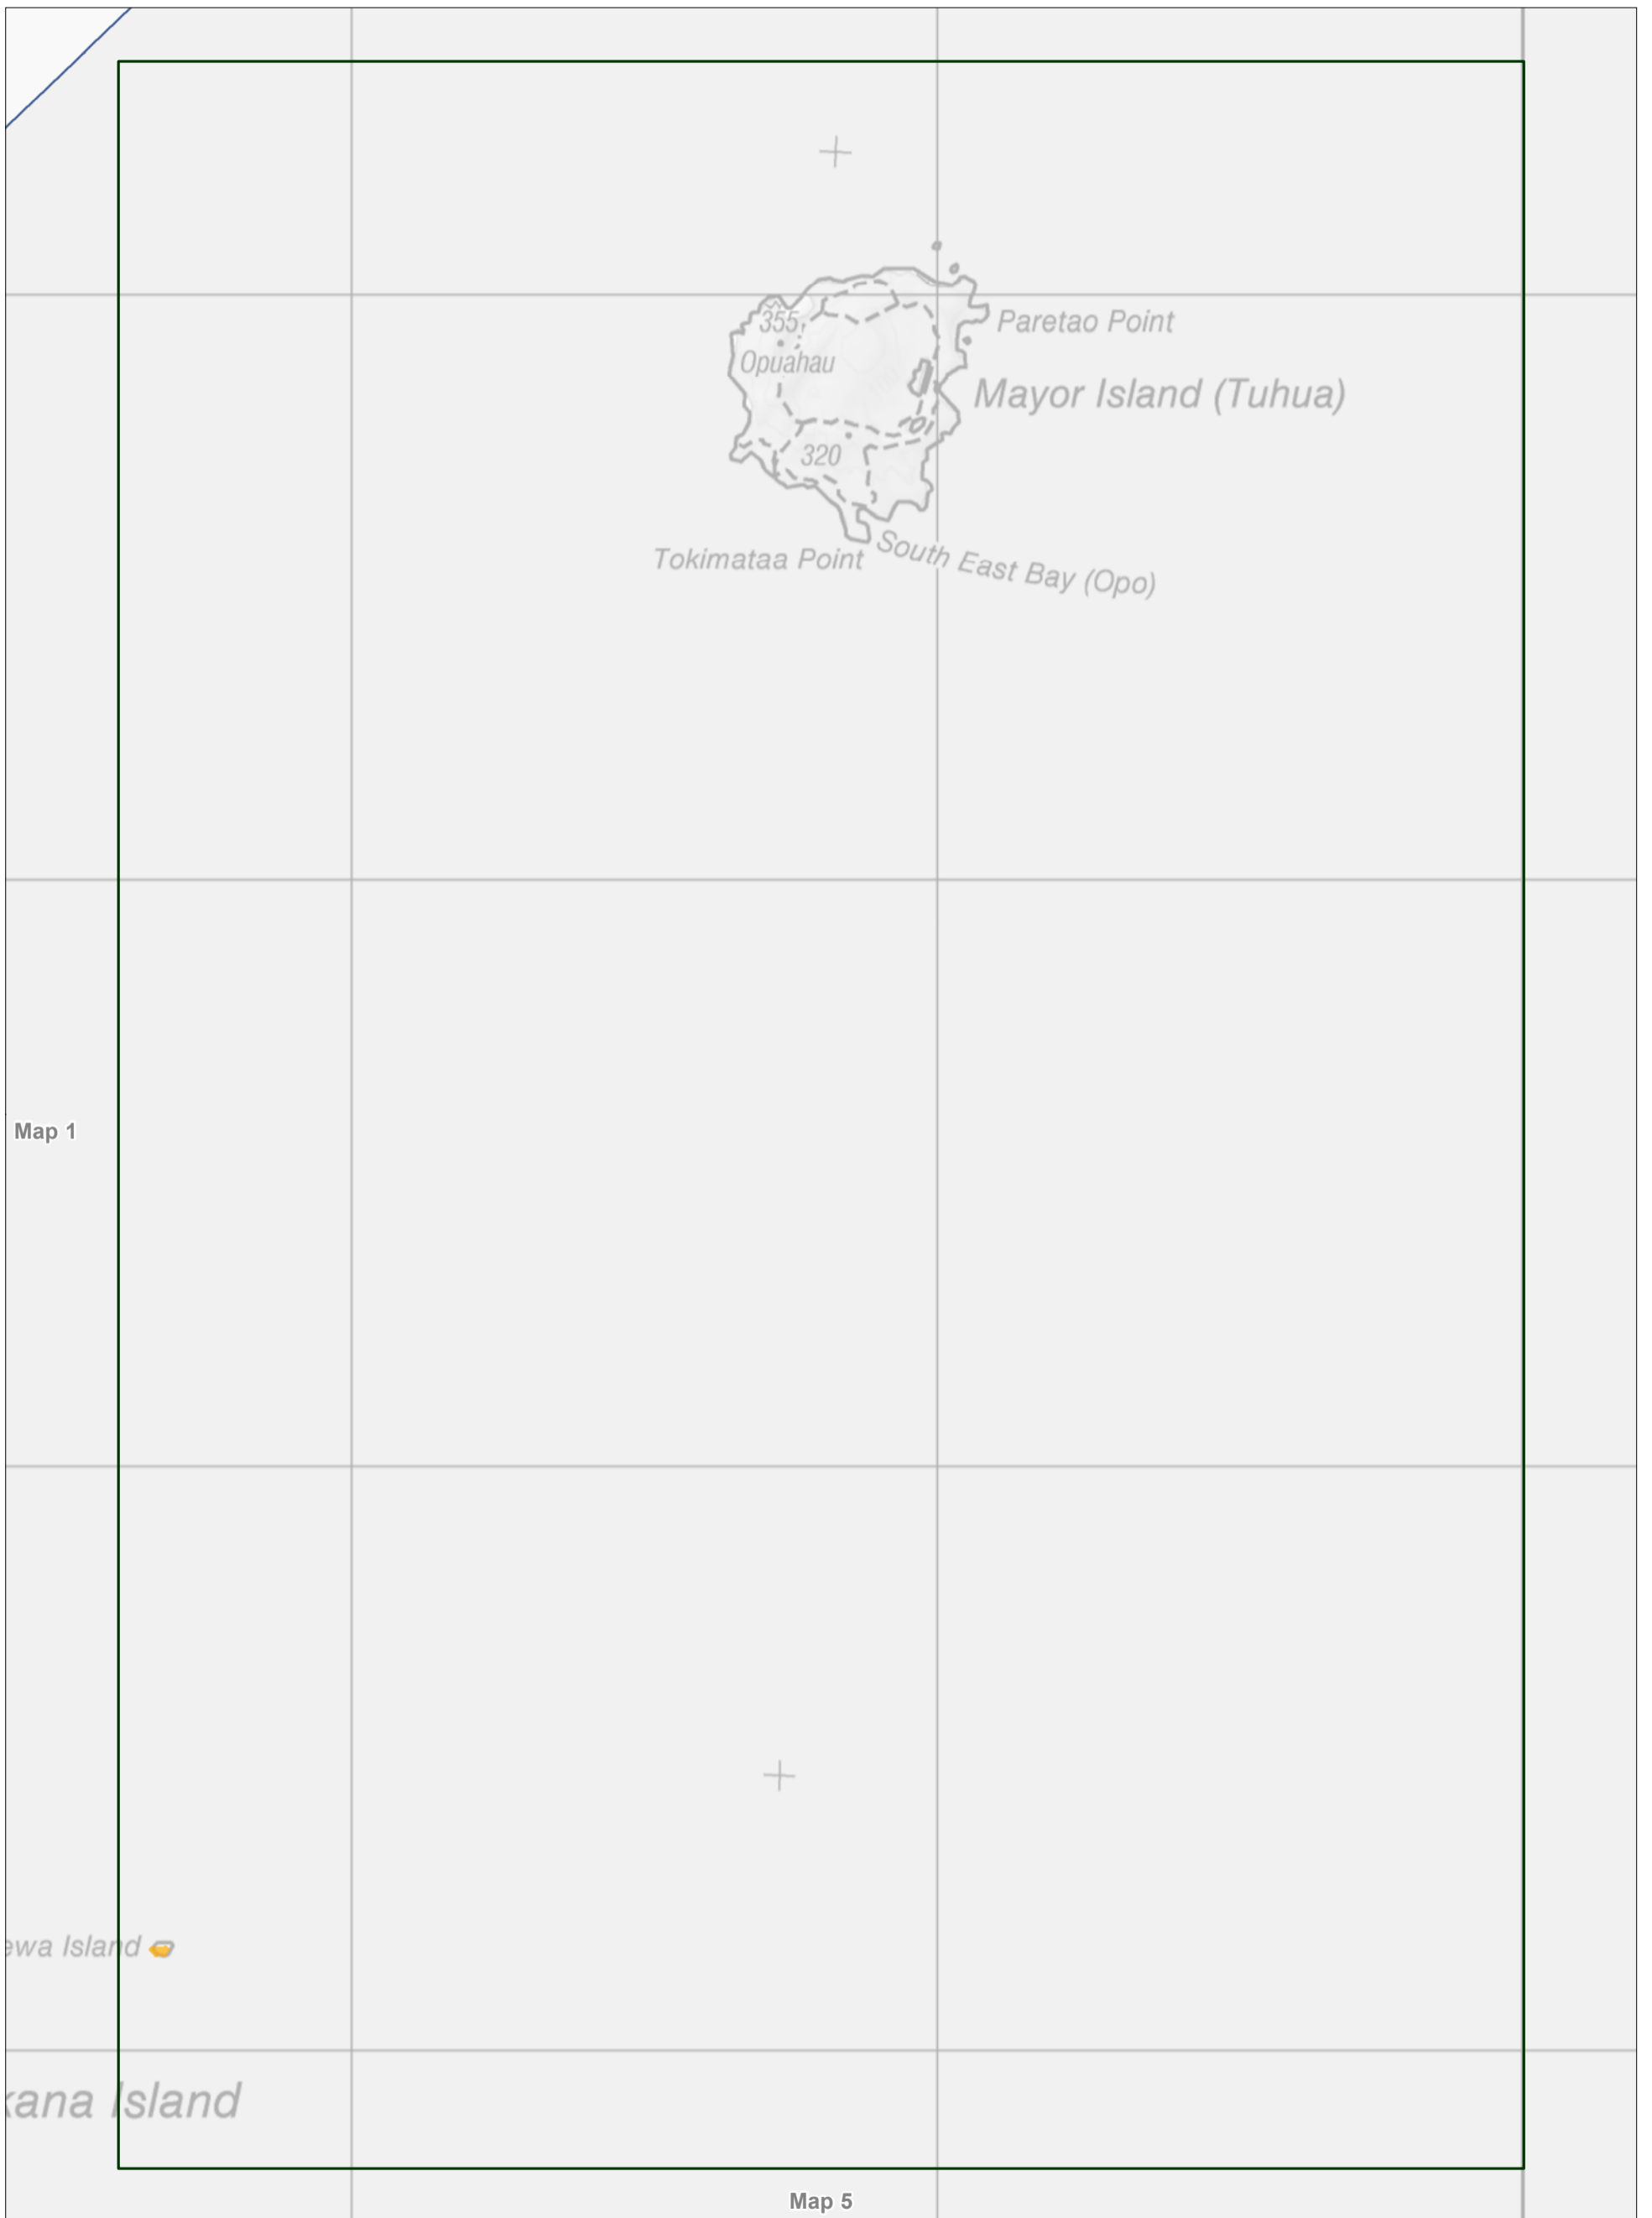 355
Paretao Point
Opuahau
Mayor Island (Tuhua)
320
Tokimataa Point
South East Bay (Opo)
Map 1
ewa Island
kana Island
Map 5